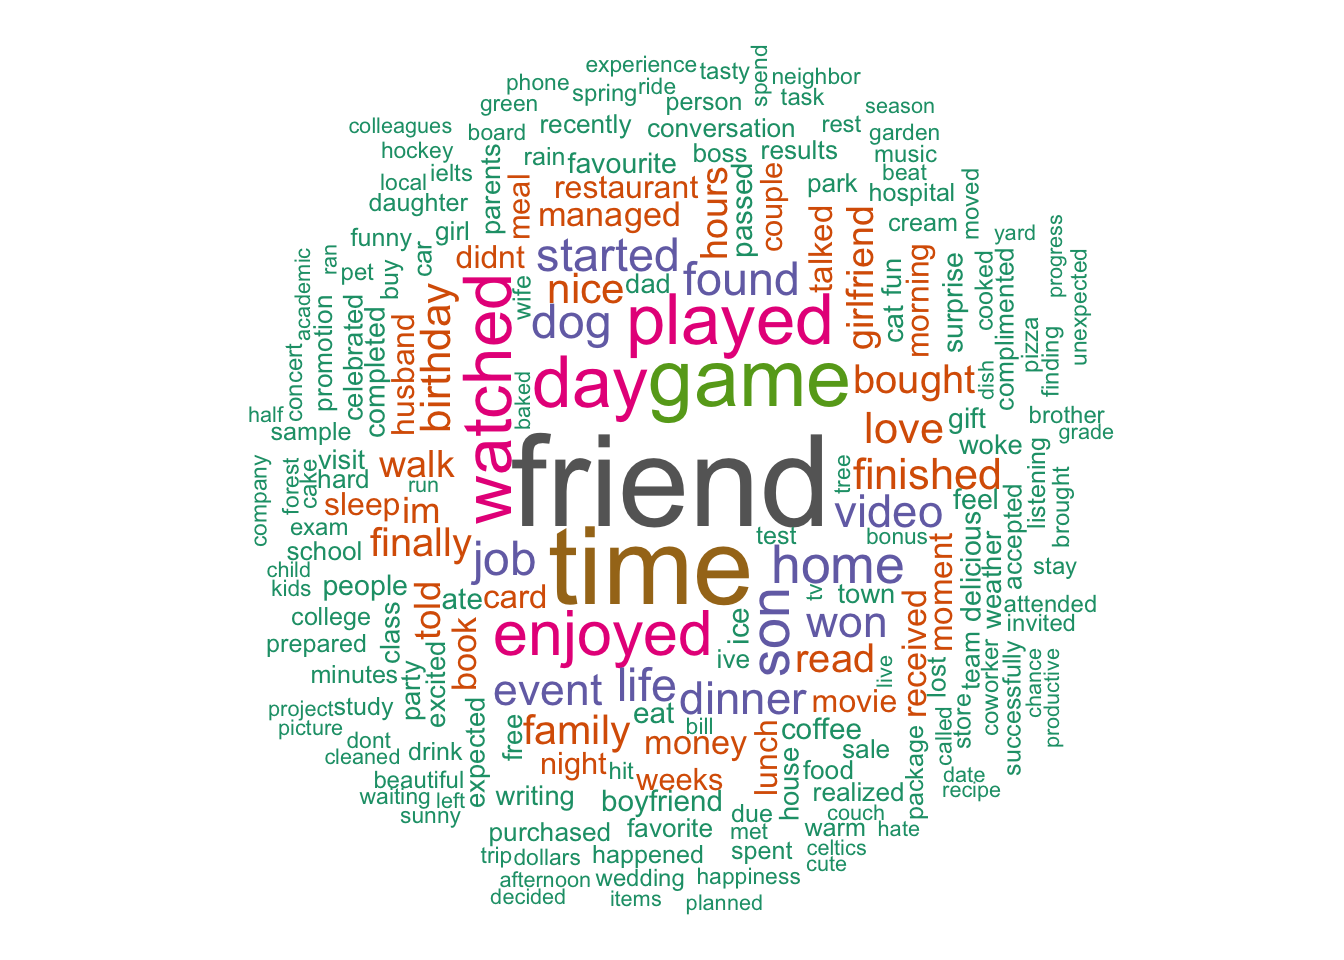 experience
tasty
spend
neighbor
phone
spring
ride
person
task
green
season
colleagues
board
recently
conversation
rest
garden
hockey
rain
favourite
boss
results
music
local
ielts
parents
meal
restaurant
hours
passed
couple
park
beat
hospital
moved
daughter
managed
talked
girlfriend
cream
yard
funny
girl
car
didnt
started
found
cat
fun
morning
surprise
cooked
complimented
progress
unexpected
academic
ran
pet
buy
wife
nice
dad
dog
played
pizza
finding
concert
promotion
celebrated
completed
husband
birthday
watched
baked
day
game
bought
dish
half
sample
love
gift
woke
brother
grade
company
forest
cake
visit
hard
walk
run
friend
tree
finished
feel
listening
brought
sleep
im
video
exam
finally
job
time
test
bonus
home
delicious
weather
accepted
stay
school
child
kids
people
ate
card
tv
town
moment
team
attended
invited
college
class
told
book
enjoyed
ice
son
won
prepared
ive
read
live
received
lost
minutes
party
excited
event
life
dinner
movie
coworker
successfully
chance
productive
project
study
picture
eat
bill
coffee
store
called
dont
cleaned
drink
expected
free
family
money
lunch
sale
package
beautiful
night
hit
weeks
house
food
date
recipe
waiting
left
writing
boyfriend
realized
sunny
due
couch
purchased
favorite
met
warm
hate
trip
dollars
happened
spent
celtics
cute
afternoon
wedding
happiness
decided
items
planned